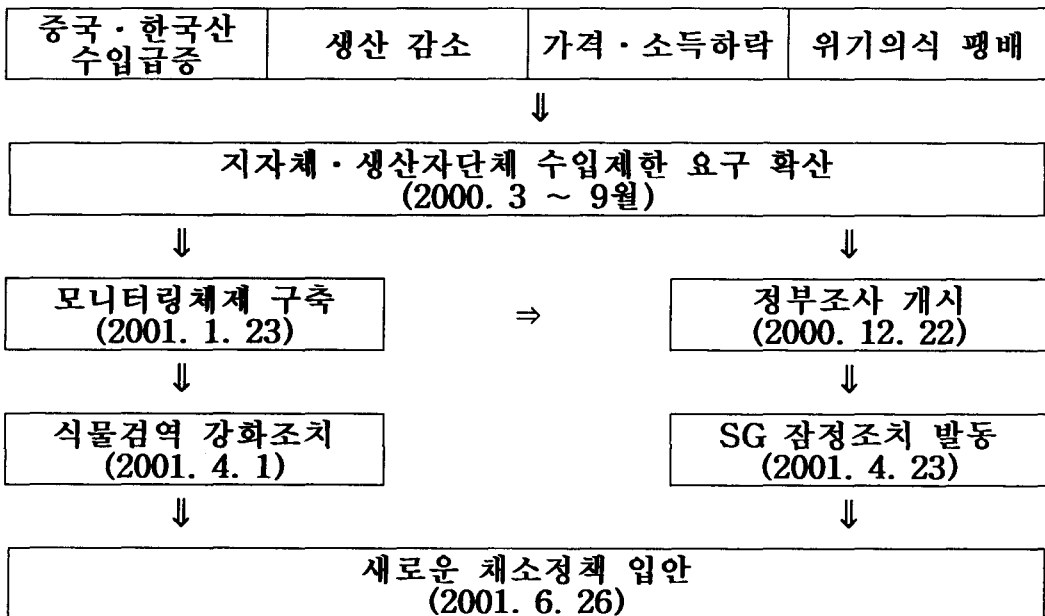 중국·한국산
수입급증
생산 감소
가격·소득하락
위기의식 팽배
⇓
지자체·생산자단체 수입제한 요구 확산
(2000. 3 ~ 9월)
⇓ ⇓
모니터링체제 구축
(2001. 1. 23)
⇒
정부조사 개시
(2000. 12. 22)
⇓ ⇓
식물검역 강화조치
(2001. 4. 1)
SG 잠정조치 발동
(2001. 4. 23)
⇓ ⇓
새로운 채소정책 입안
(2001. 6. 26)